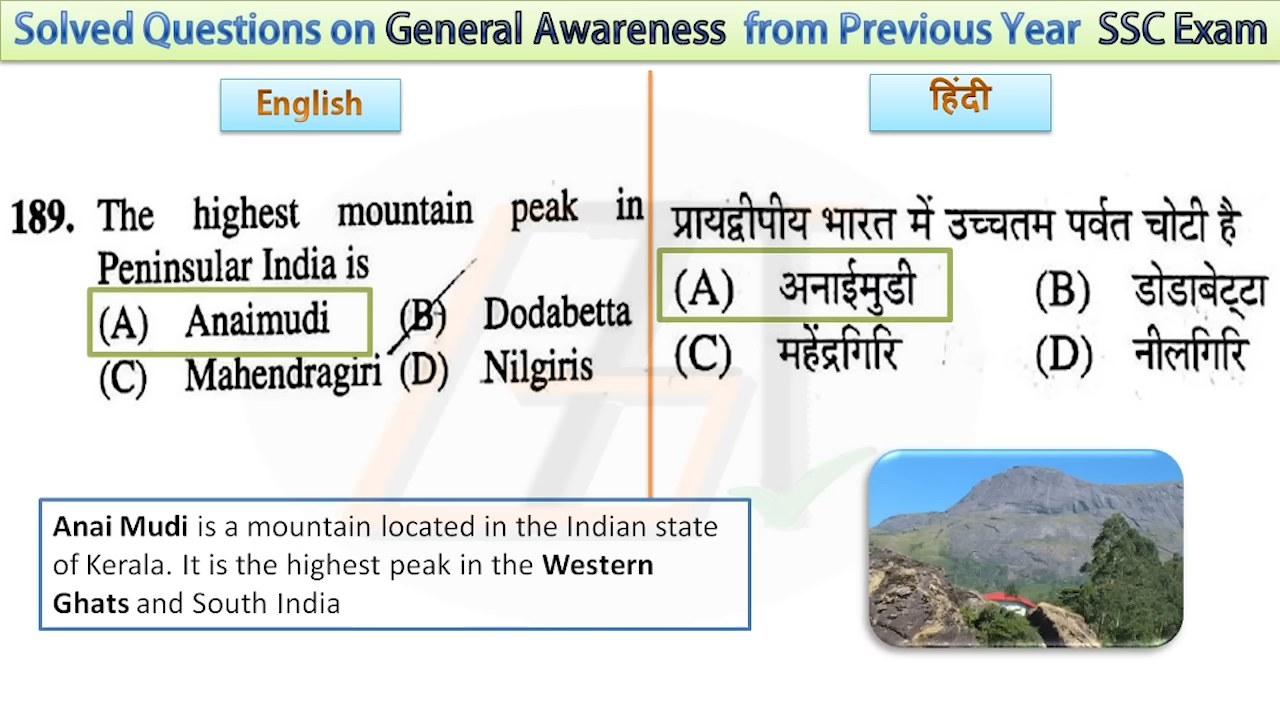 Solved Questions on General Awareness from Previous Year SSC Exam
English
189. The highest mountain peak in
Peninsular India is
(A) Anaimudi (B) Dodabetta
(C) Mahendragiri (D) Nilgiris
हिंदी
प्रायद्वीपीय भारत में उच्चतम पर्वत चोटी है
(A) अनाईमुडी (B) डोडाबेट्टा
(C) महेंद्रगिरि (D) नीलगिरि
Anai Mudi is a mountain located in the Indian state
of Kerala. It is the highest peak in the Western
Ghats and South India